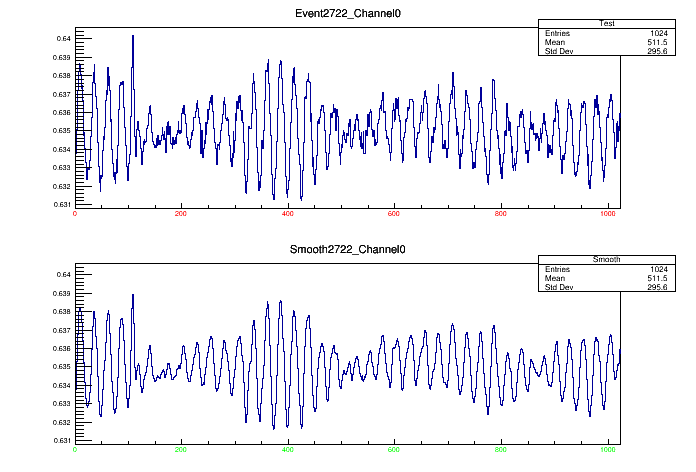 Event2722_Channel0
Test
Entries 1024
Mean 511.5
Std Dev 295.6
0.64
0.639
0.638
0.637
0.636
0.635
0.634
0.633
0.632
0.631
0 200 400 600 800 1000
Smooth2722_Channel0
Smooth
Entries 1024
Mean 511.5
Std Dev 295.6
0.64
0.639
0.638
0.637
0.636
0.635
0.634
0.633
0.632
0.631
0 200 400 600 800 1000